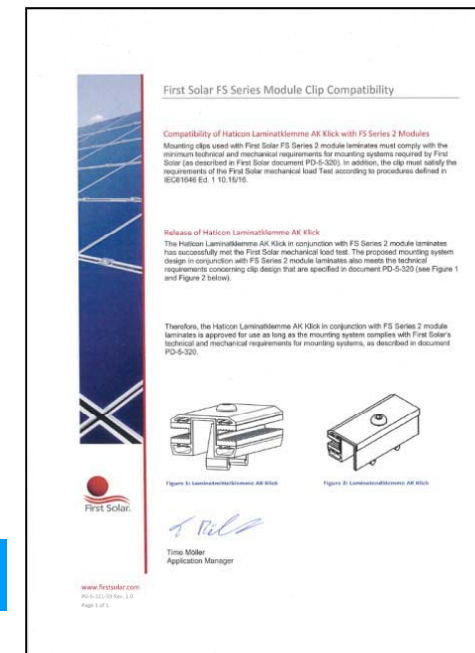 First Solar FS Series Module Clip Compatibility
Compatibility of Haticon Laminatklemme AK Klick with FS Series 2 Modules
Mounting clips used with First Solar FS Series 2 module laminates must comply with the
minimum technical and mechanical requirements for mounting systems required by First
Solar (as described in First Solar document PD-5-320). In addition, the clip must satisfy the
requirements of the First Solar mechanical load Test according to procedures defined in
IEC61646 Ed. 1 10.16/16.
Release of Haticon Laminatklemme AK Klick
The Haticon Laminatklemme AK Klick in conjunction with FS Series 2 module laminates
has successfully met the First Solar mechanical load test. The proposed mounting system
design in conjunction with FS Series 2 module laminates also meets the technical
requirements concerning clip design that are specified in document PD-5-320 (see Figure 1
and Figure 2 below).
Therefore, the Haticon Laminatklemme AK Klick in conjunction with FS Series 2 module
laminates is approved for use as long as the mounting system complies with First Solar's
technical and mechanical requirements for mounting systems, as described in document
PD-5-320.
Figure 1: Laminatmittelklemme AK Klick
Figure 2: Laminatendklemme AK Klick
First Solar.
Timo Möller
Application Manager
www.firstsolar.com
Page 1 of 1